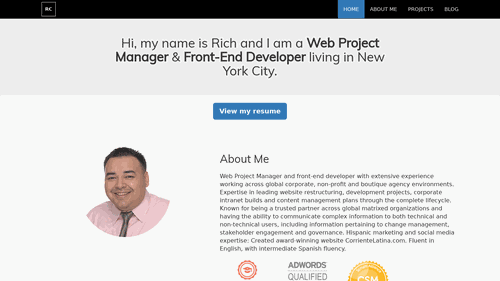 RC
HOME
ABOUT ME
PROJECTS
BLOG
Hi, my name is Rich and I am a Web Project
Manager & Front-End Developer living in New
York City.
View my resume
About Me
Web Project Manager and front-end developer with extensive experience
working across global corporate, non-profit and boutique agency environments.
Expertise in leading website restructuring, development projects, corporate
intranet builds and content management plans through the complete lifecycle.
Known for being a trusted partner across global matrixed organizations and
having the ability to communicate complex information to both technical and
non-technical users, including information pertaining to change management,
stakeholder engagement and governance. Hispanic marketing and social media
expertise: Created award-winning website CorrienteLatina.com. Fluent in
English, with intermediate Spanish fluency.
ADWORDS
QUALIFIED
CSM